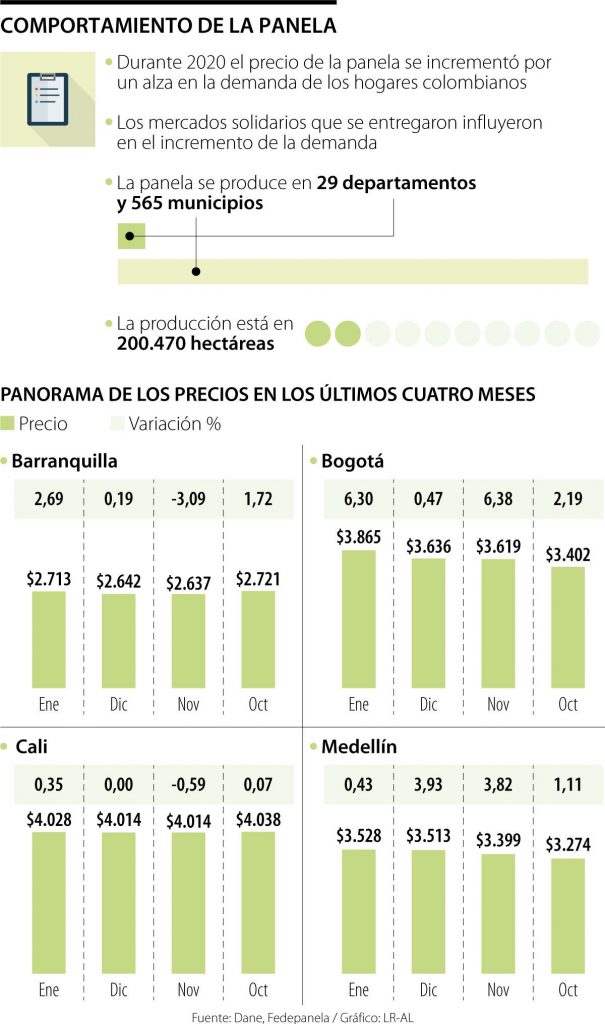 COMPORTAMIENTO DE LA PANELA
Durante 2020 el precio de la panela se incrementó por
un alza en la demanda de los hogares colombianos
Los mercados solidarios que se entregaron influyeron
en el incremento de la demanda
La panela se produce en 29 departamentos
y 565 municipios
La producción está en
200.470 hectáreas
PANORAMA DE LOS PRECIOS EN LOS ÚLTIMOS CUATRO MESES
Precio Variación %
Barranquilla
2,69 0,19 -3,09 1,72
$2.713 $2.642 $2.637 $2.721
Ene Dic Nov Oct
Bogotá
6,30 0,47 6,38 2,19
$3.865 $3.636 $3.619 $3.402
Ene Dic Nov Oct
Cali
0,35 0,00 -0,59 0,07
$4.028 $4.014 $4.014 $4.038
Ene Dic Nov Oct
Medellín
0,43 3,93 3,82 1,11
$3.528 $3.513 $3.399 $3.274
Ene Dic Nov Oct
Fuente: Dane, Fedepanela / Gráfico: LR-AL